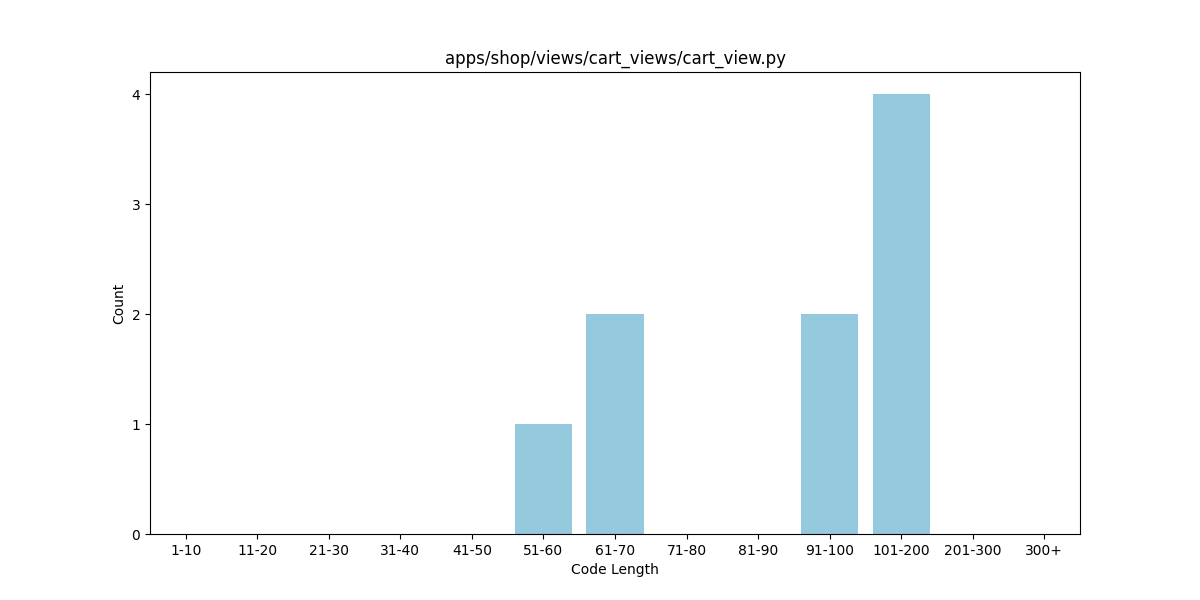 apps/shop/views/cart_views/cart_view.py
4
3
2
1
0
Count
1-10 11-20 21-30 31-40 41-50 51-60 61-70 71-80 81-90 91-100 101-200 201-300 300+
Code Length